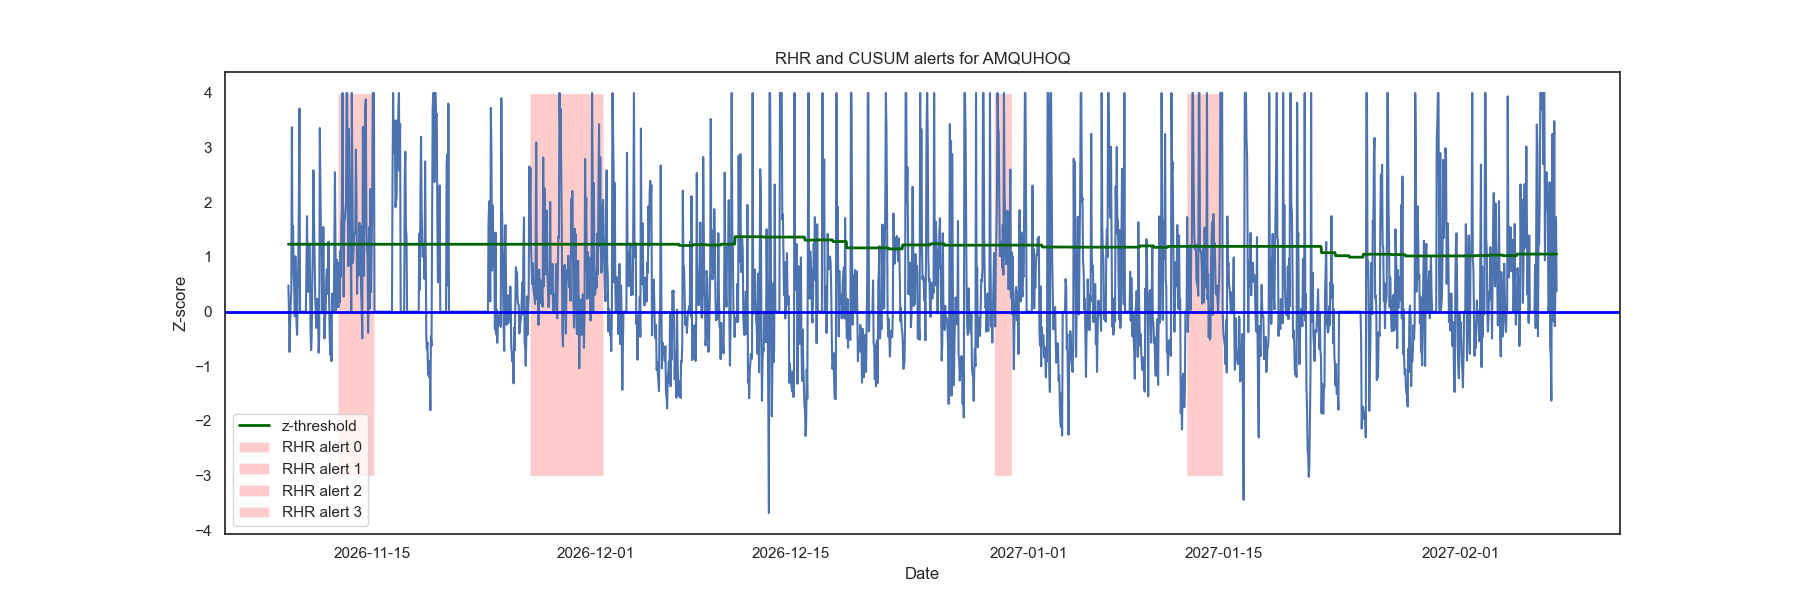 RHR and CUSUM alerts for AMQUHOQ
4
3
2
1
0
−1
−2
−3
−4
Z-score
z-threshold
RHR alert 0
RHR alert 1
RHR alert 2
RHR alert 3
2026-11-15
2026-12-01
2026-12-15
2027-01-01
2027-01-15
2027-02-01
Date